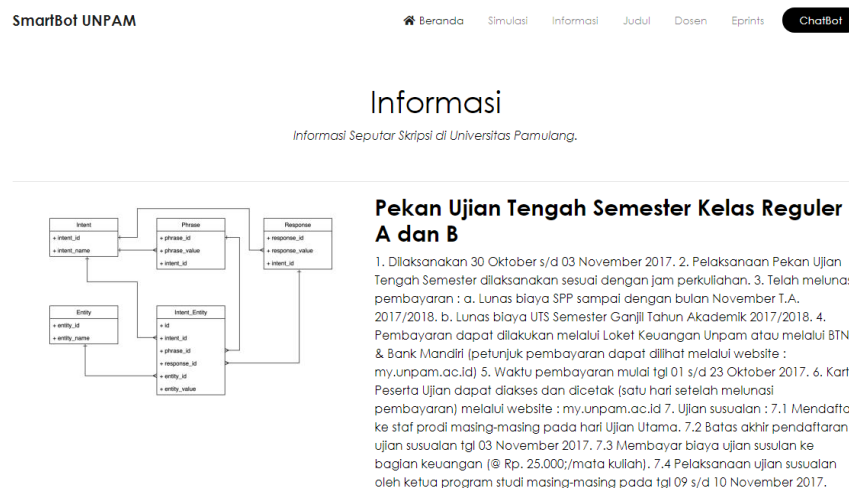 SmartBot UNPAM
Beranda Simulasi Informasi Judul Dosen Eprints ChatBot
Informasi
Informasi Seputar Skripsi di Universitas Pamulang.
Intent
+ intent_id
+ intent_name
Phrase
+ phrase_id
+ phrase_value
+ intent_id
Response
+ response_id
+ response_value
+ intent_id
Entity
+ entity_id
+ entity_name
Intent_Entity
+ id
+ intent_id
+ phrase_id
+ response_id
+ entity_id
+ entity_value
Pekan Ujian Tengah Semester Kelas Reguler
A dan B
1. Dilaksanakan 30 Oktober s/d 03 November 2017. 2. Pelaksanaan Pekan Ujian
Tengah Semester dilaksanakan sesuai dengan jam perkuliahan. 3. Telah melunas
pembayaran : a. Lunas biaya SPP sampai dengan bulan November T.A.
2017/2018. b. Lunas biaya UTS Semester Ganjil Tahun Akademik 2017/2018. 4.
Pembayaran dapat dilakukan melalui Loket Keuangan Unpam atau melalui BTN
& Bank Mandiri (petunjuk pembayaran dapat dilihat melalui website :
my.unpam.ac.id) 5. Waktu pembayaran mulai tgl 01 s/d 23 Oktober 2017. 6. Kart
Peserta Ujian dapat diakses dan dicetak (satu hari setelah melunasi
pembayaran) melalui website : my.unpam.ac.id 7. Ujian susualan : 7.1 Mendafta
ke staf prodi masing-masing pada hari Ujian Utama. 7.2 Batas akhir pendaftaran
ujian susualan tgl 03 November 2017. 7.3 Membayar biaya ujian susulan ke
bagian keuangan (@ Rp. 25.000;/mata kuliah). 7.4 Pelaksanaan ujian susualan
oleh ketua program studi masing-masing pada tgl 09 s/d 10 November 2017.